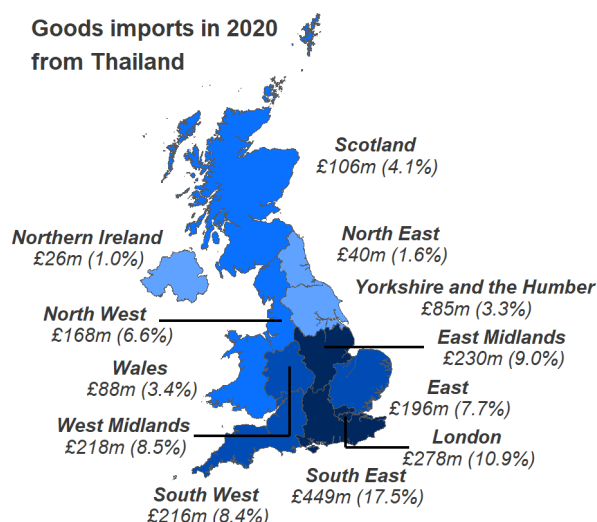 Goods imports in 2020
from Thailand
Scotland
£106m (4.1%)
Northern Ireland
£26m (1.0%)
North East
£40m (1.6%)
Yorkshire and the Humber
£85m (3.3%)
North West
£168m (6.6%)
East Midlands
£230m (9.0%)
Wales
£88m (3.4%)
East
£196m (7.7%)
West Midlands
£218m (8.5%)
London
£278m (10.9%)
South East
£449m (17.5%)
South West
£216m (8.4%)